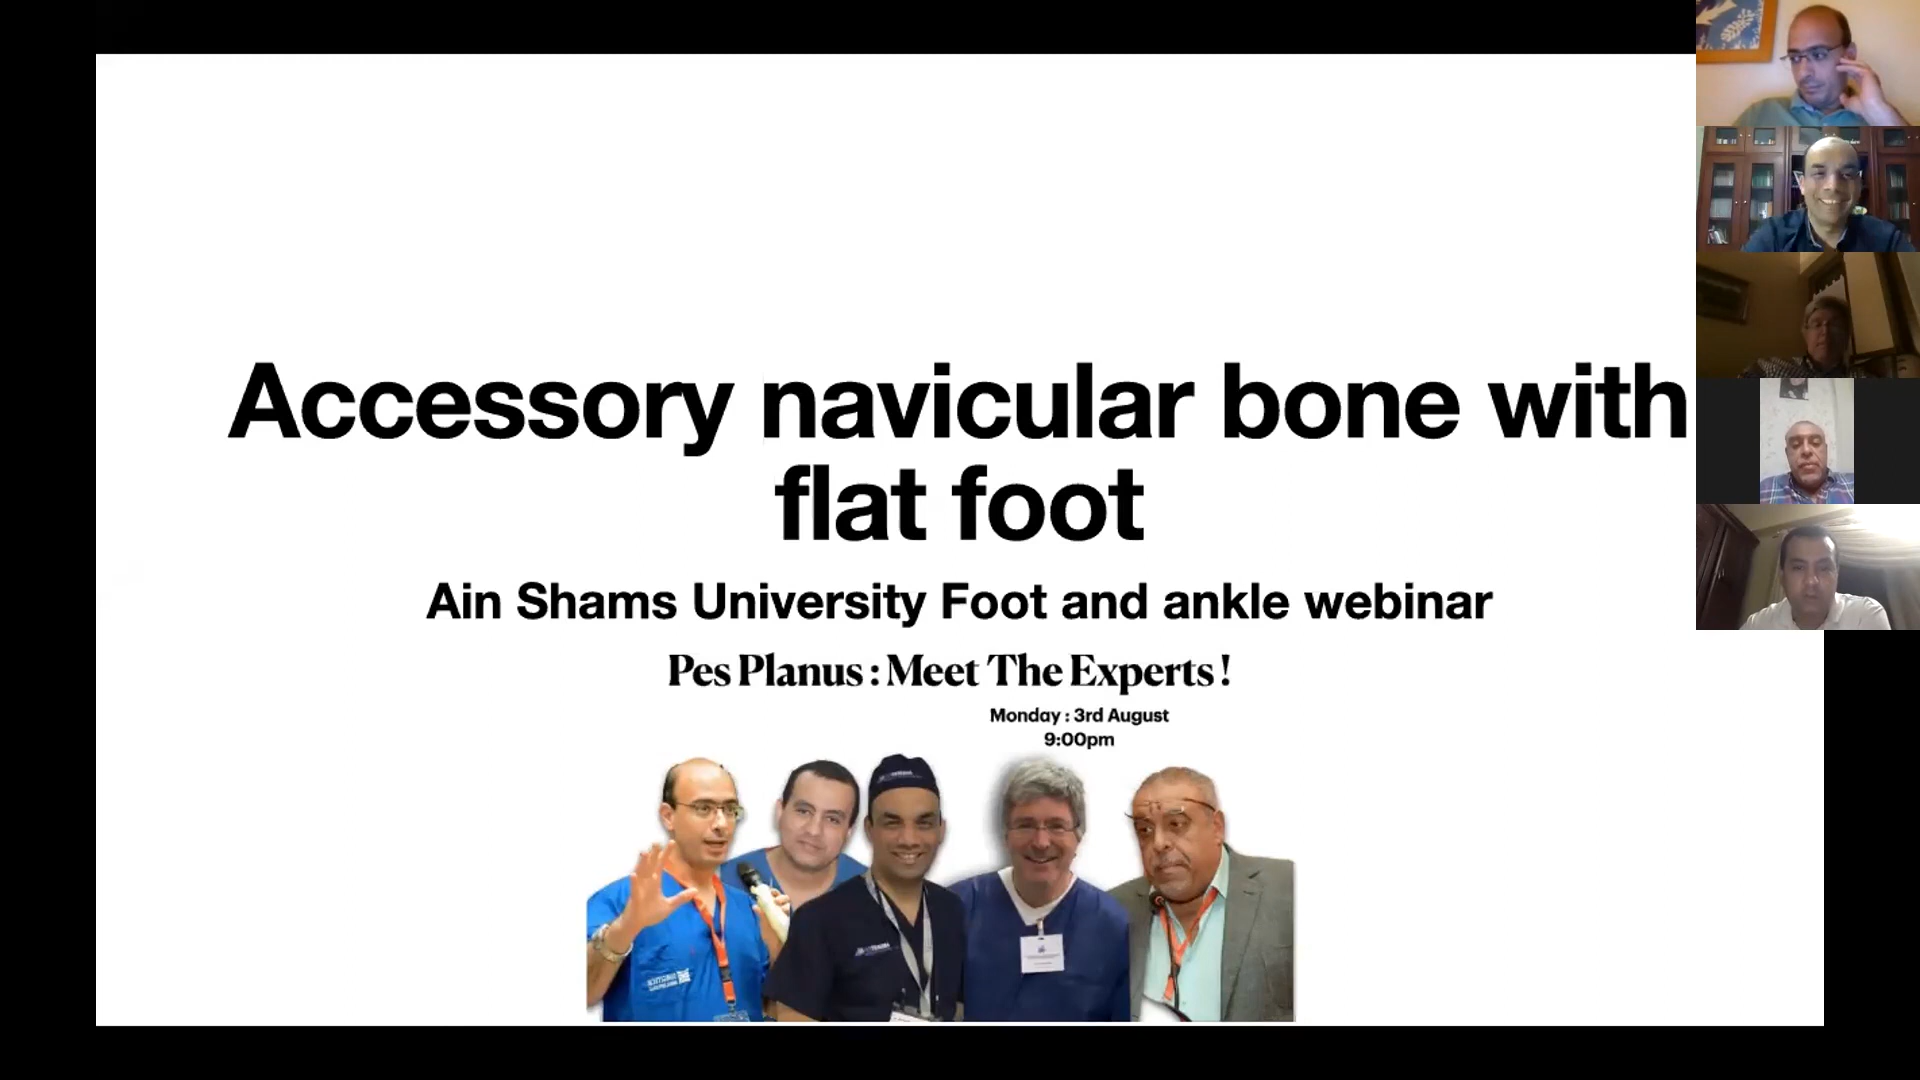 Accessory navicular bone with
flat foot
Ain Shams University Foot and ankle webinar
Pes Planus : Meet The Experts !
Monday : 3rd August
9:00pm